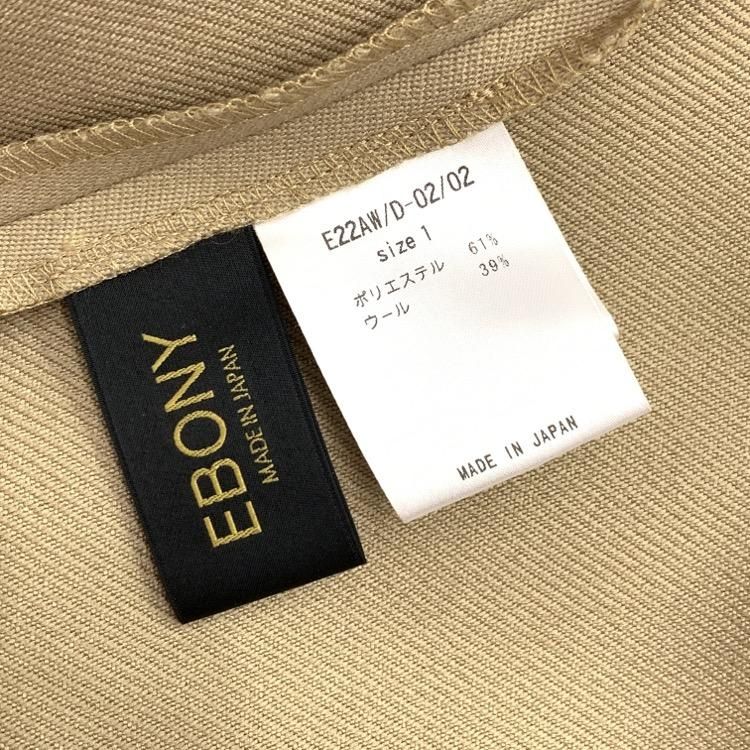 EBONY
MADE IN JAPAN
E22AW/D-02/02
size 1
ポリエステル 61%
ウール 39%
MADE IN JAPAN